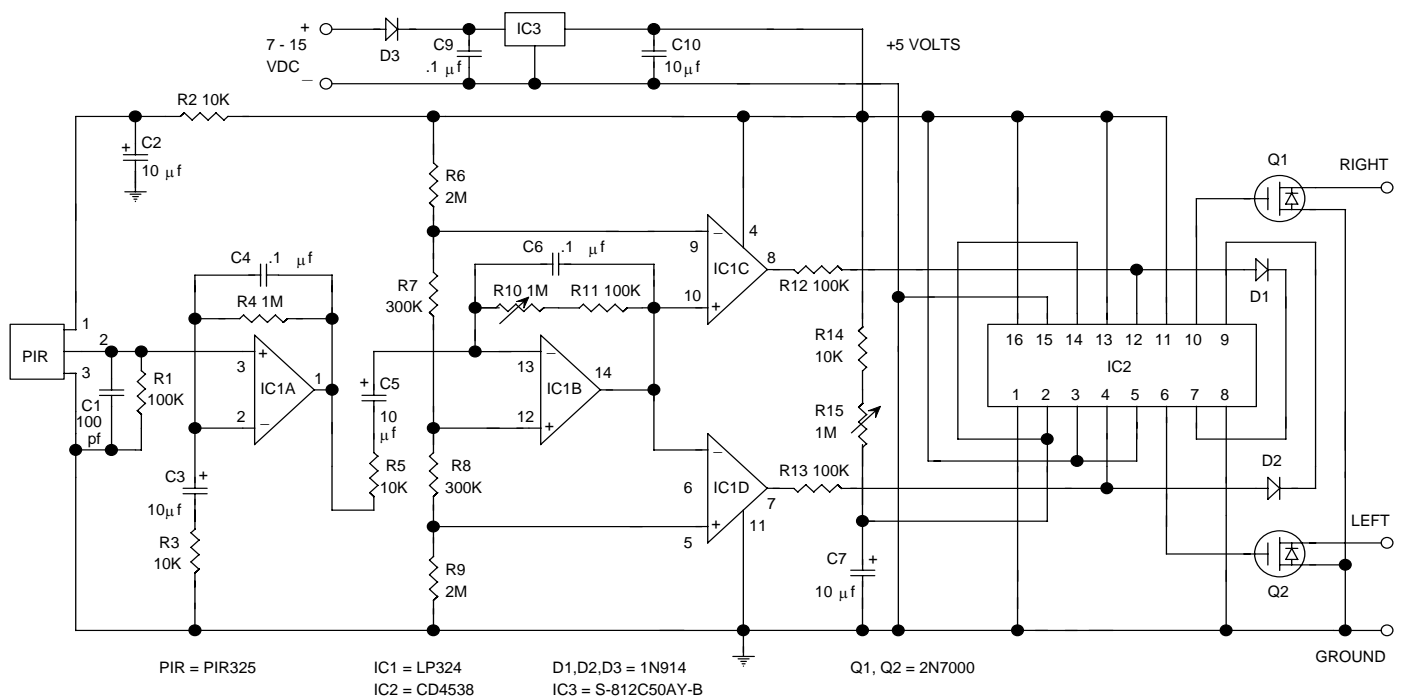 +
7 - 15
VDC
–
D3
C9
.1 µf
IC3
C10
10µf
+5 VOLTS
R2 10K
+
C2
10 µf
R6
2M
R7
300K
R8
300K
R9
2M
C4 .1 µf
R4 1M
PIR
1
2
3
C1
100
pf
R1
100K
+
3
2
–
IC1A
1
C3 +
10µf
R3
10K
+
C5
10
µf
R5
10K
C6 .1 µf
R10 1M
R11 100K
–
13
IC1B
14
12
+
–
9
4
IC1C
8
10
+
–
6
IC1D
7
5
+
11
R12 100K
R13 100K
R14
10K
R15
1M
C7 +
10 µf
16 15 14 13 12 11 10 9
IC2
1 2 3 4 5 6 7 8
D1
D2
Q1
RIGHT
LEFT
Q2
GROUND
PIR = PIR325
IC1 = LP324
IC2 = CD4538
D1,D2,D3 = 1N914
IC3 = S-812C50AY-B
Q1, Q2 = 2N7000